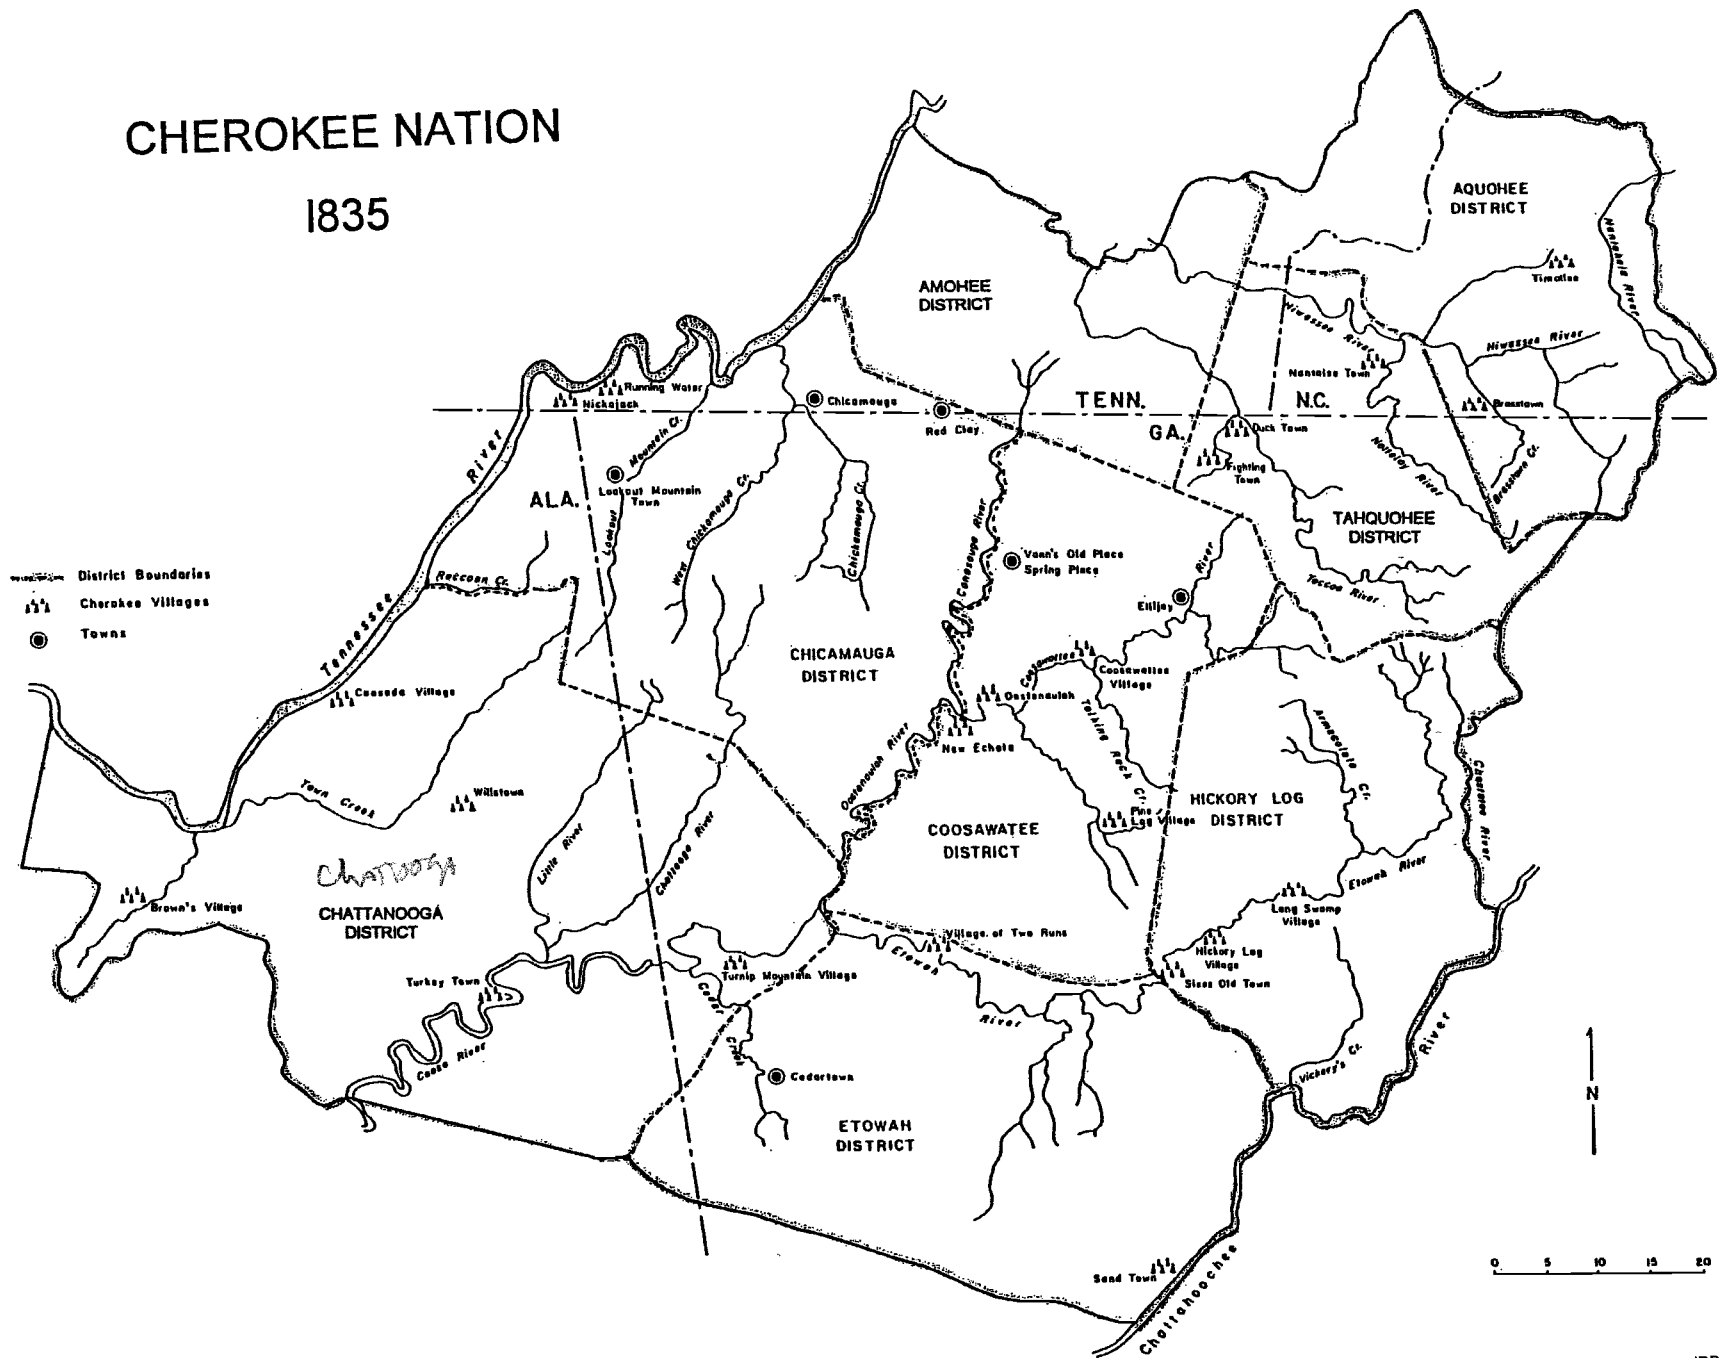 CHEROKEE NATION
1835
AQUOHEE
DISTRICT
Nantahala River
Timotlee
AMOHEE
DISTRICT
Hiwassee River
Hiwassee River
Running Water
Nickajack
Chicamauga
Red Clay
TENN.
N.C.
GA.
ALA.
Brasstown
Duck Town
Fighting
Town
Nottelay
River
Brasstown Cr.
Mountain Cr.
Lookout Mountain
Town
Lookout
West Chickamauga Cr.
Chickamauga Cr.
Conasauga River
TAHQUOHEE
DISTRICT
Vann's Old Place
Spring Place
River
Toccoa River
Ellijay
Raccoon Cr.
District Boundaries
Cherokee Villages
Towns
Tennessee
River
CHICAMAUGA
DISTRICT
Coosawattee
Coosawattee
Village
Coosada Village
Oostanaulah
New Echota
Oostanaulah River
Talking Rock Cr.
Chestatee River
Town Creek
Willstown
Little River
Chattooga River
HICKORY LOG
DISTRICT
Pine
Log Village
COOSAWATEE
DISTRICT
Chattooga
CHATTANOOGA
DISTRICT
Brown's Village
Etowah River
Long Swamp
Village
Village of Two Runs
Etowah
River
Hickory Log
Village
Sixes Old Town
Turnip Mountain Village
Turkey Town
Cedar
Creek
Coosa River
Cedartown
Vickery's Cr.
River
N
ETOWAH
DISTRICT
Sand Town
Chattahoochee
0 5 10 15 20